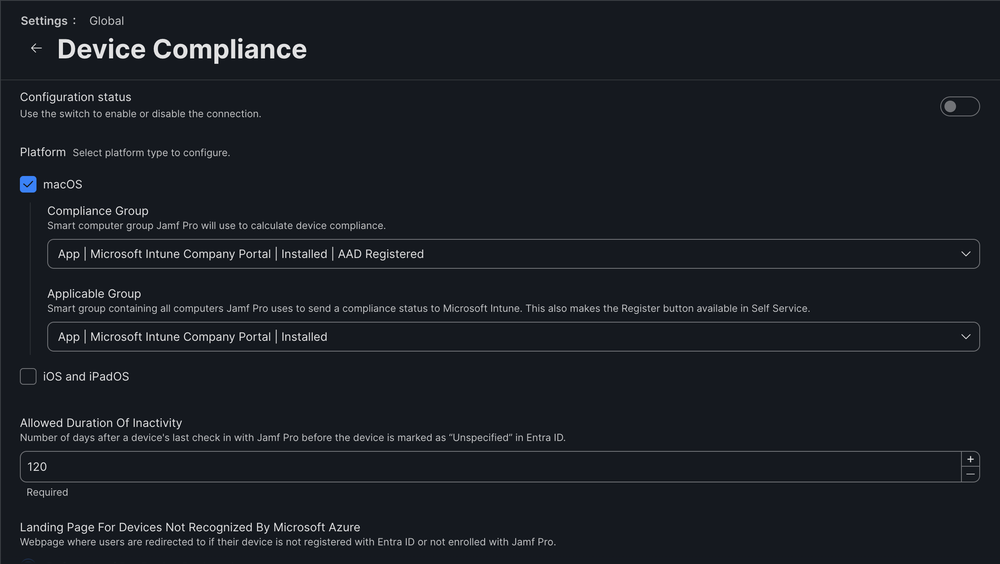 Settings : Global
Device Compliance
Configuration status
Use the switch to enable or disable the connection.
Platform Select platform type to configure.
macOS
Compliance Group
Smart computer group Jamf Pro will use to calculate device compliance.
App | Microsoft Intune Company Portal | Installed | AAD Registered
Applicable Group
Smart group containing all computers Jamf Pro uses to send a compliance status to Microsoft Intune. This also makes the Register button available in Self Service.
App | Microsoft Intune Company Portal | Installed
iOS and iPadOS
Allowed Duration Of Inactivity
Number of days after a device's last check in with Jamf Pro before the device is marked as “Unspecified” in Entra ID.
120
Required
Landing Page For Devices Not Recognized By Microsoft Azure
Webpage where users are redirected to if their device is not registered with Entra ID or not enrolled with Jamf Pro.